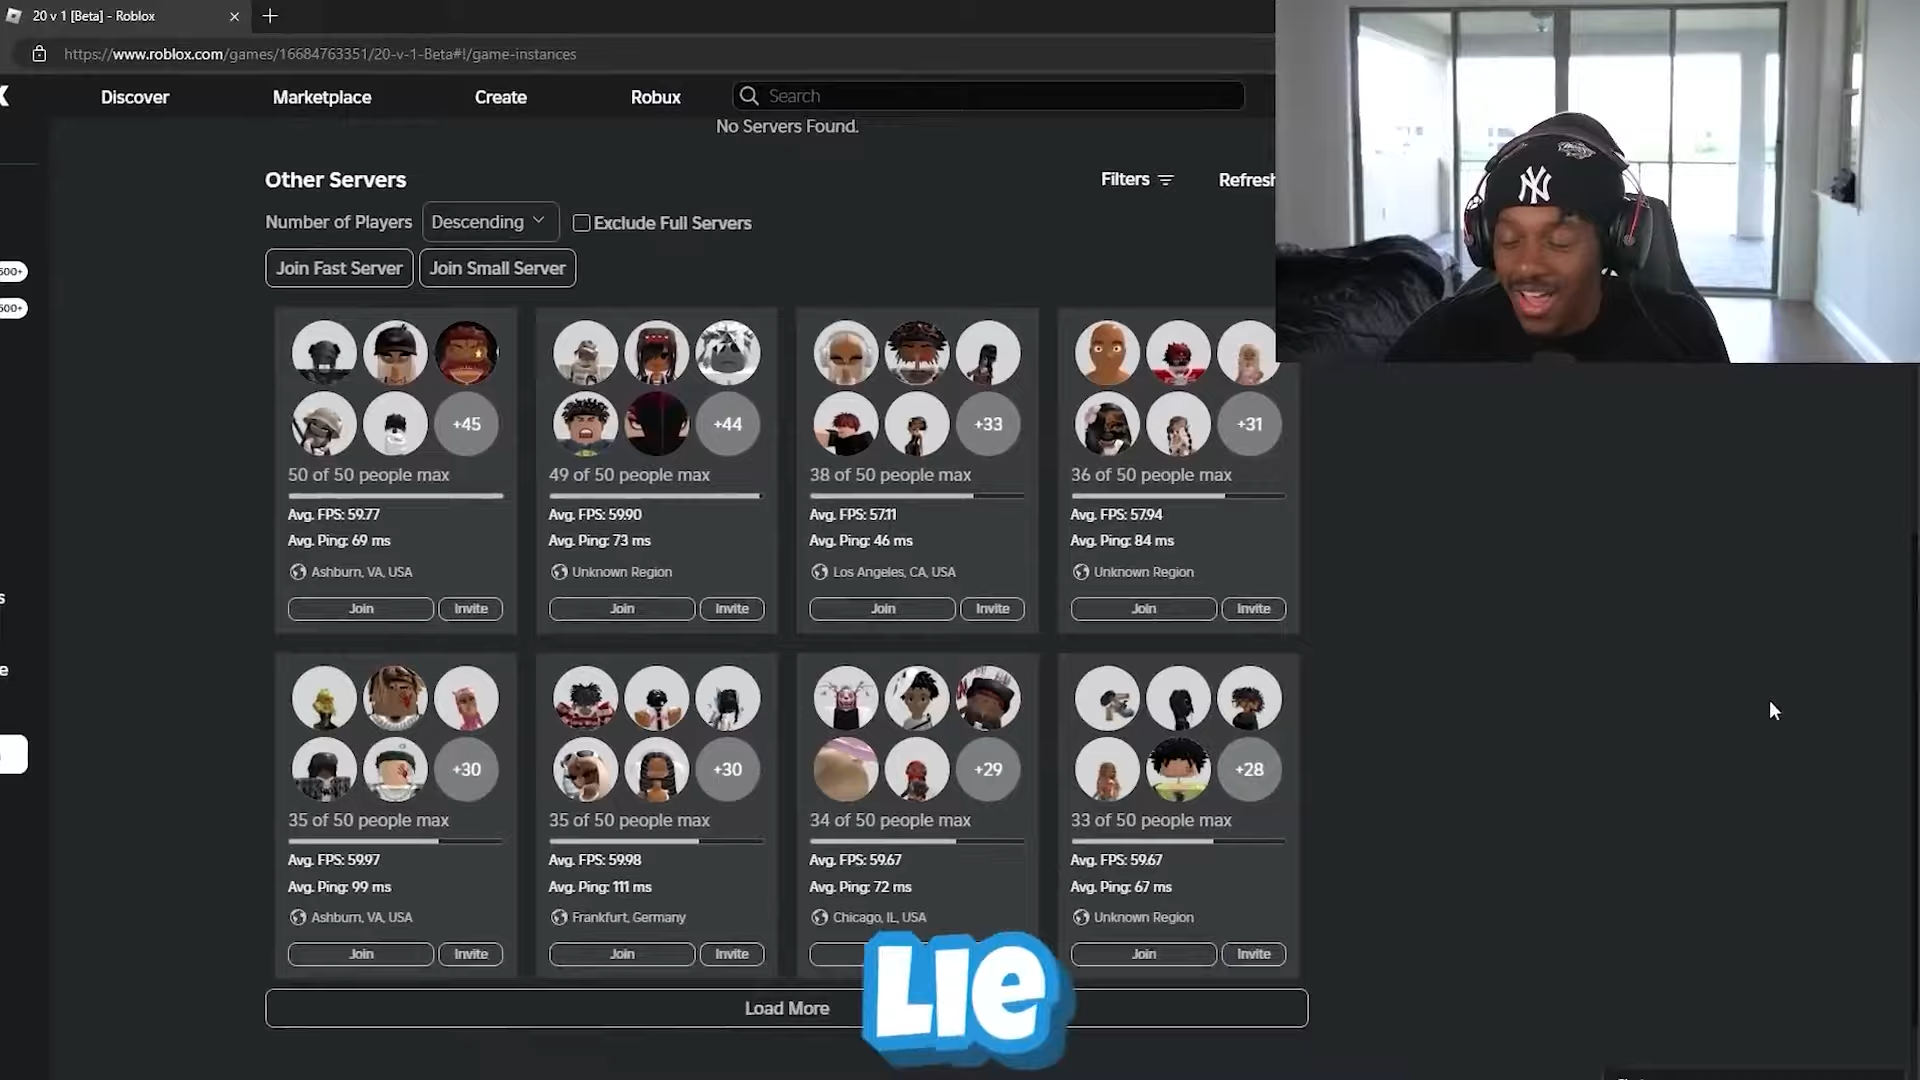 20 v 1 [Beta] - Roblox
https://www.roblox.com/games/16684763351/20-v-1-Beta#!/game-instances
Discover Marketplace Create Robux Search
No Servers Found.
Other Servers Filters Refresh
Number of Players Descending Exclude Full Servers
Join Fast Server Join Small Server
500+
500+
+45 +44 +33 +31
50 of 50 people max 49 of 50 people max 38 of 50 people max 36 of 50 people max
Avg. FPS: 59.77 Avg. FPS: 59.90 Avg. FPS: 57.11 Avg. FPS: 57.94
Avg. Ping: 69 ms Avg. Ping: 73 ms Avg. Ping: 46 ms Avg. Ping: 84 ms
Ashburn, VA, USA Unknown Region Los Angeles, CA, USA Unknown Region
Join Invite Join Invite Join Invite Join Invite
+30 +30 +29 +28
35 of 50 people max 35 of 50 people max 34 of 50 people max 33 of 50 people max
Avg. FPS: 59.97 Avg. FPS: 59.98 Avg. FPS: 59.67 Avg. FPS: 59.67
Avg. Ping: 99 ms Avg. Ping: 111 ms Avg. Ping: 72 ms Avg. Ping: 67 ms
Ashburn, VA, USA Frankfurt, Germany Chicago, IL, USA Unknown Region
Join Invite Join Invite Join Invite
Load More
LIE
NY